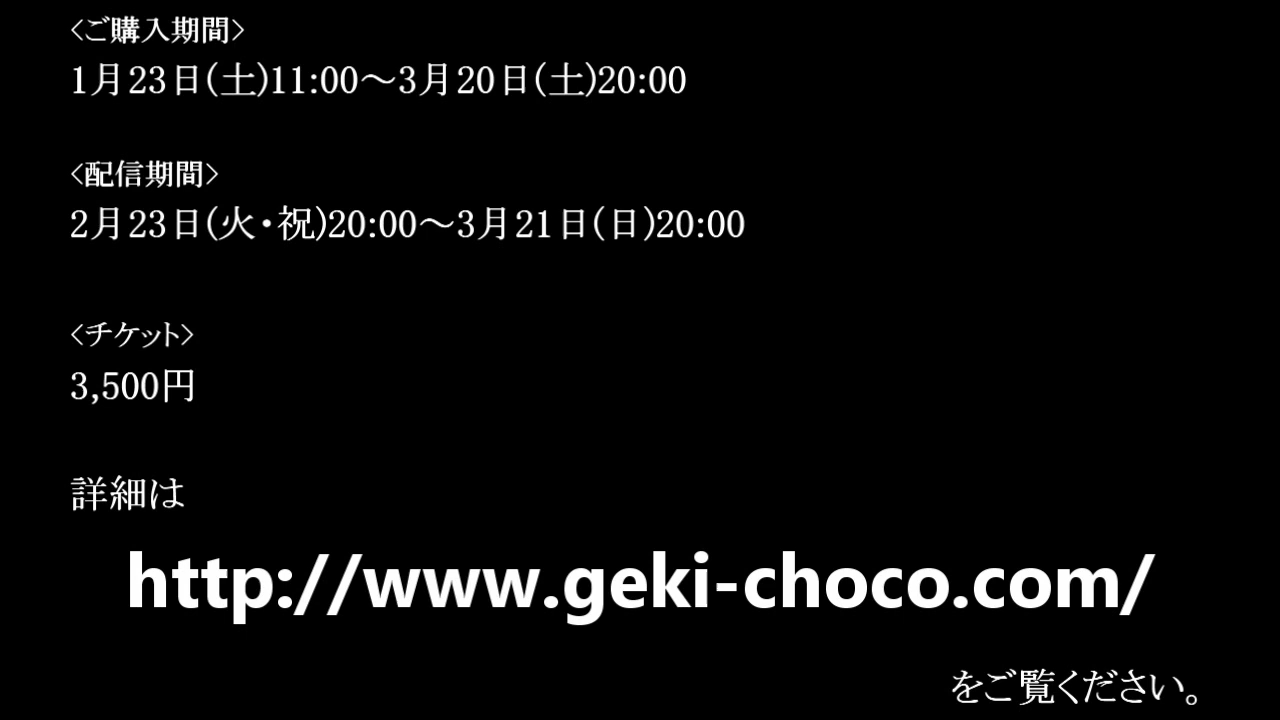 <ご購入期間>
1月23日(土)11:00～3月20日(土)20:00
<配信期間>
2月23日(火・祝)20:00～3月21日(日)20:00
<チケット>
3,500円
詳細は
http://www.geki-choco.com/
をご覧ください。